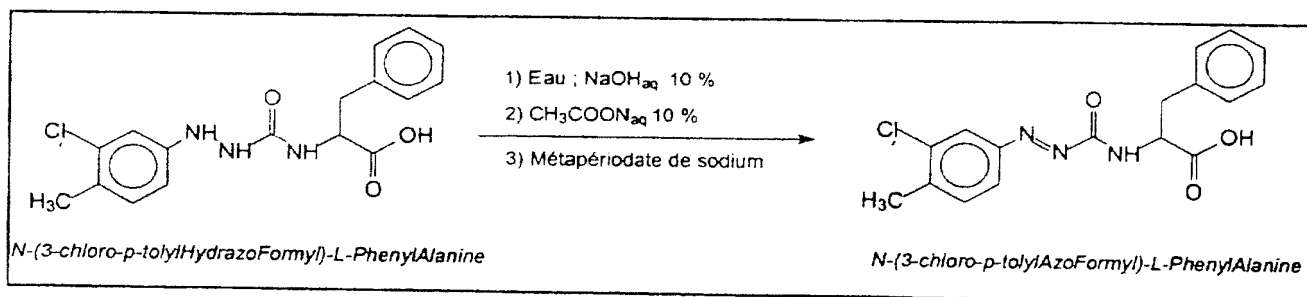 Cl
NH
NH
O
NH
OH
O
H₃C
1) Eau ; NaOHaq 10 %
2) CH₃COONaq 10 %
3) Métapériodate de sodium
Cl
N
N
O
NH
OH
O
H₃C
N-(3-chloro-p-tolylHydrazoFormyl)-L-PhenylAlanine
N-(3-chloro-p-tolylAzoFormyl)-L-PhenylAlanine